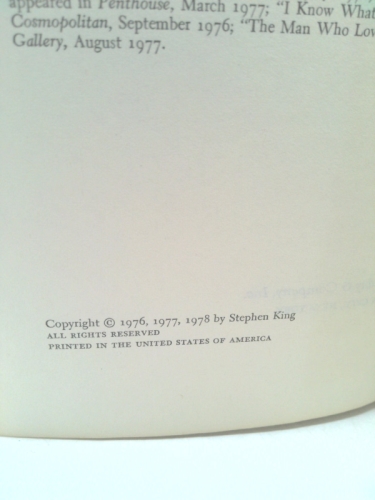 appeared in Penthouse, March 1977; "I Know What
Cosmopolitan, September 1976; "The Man Who Lov
Gallery, August 1977.
Copyright © 1976, 1977, 1978 by Stephen King
ALL RIGHTS RESERVED
PRINTED IN THE UNITED STATES OF AMERICA